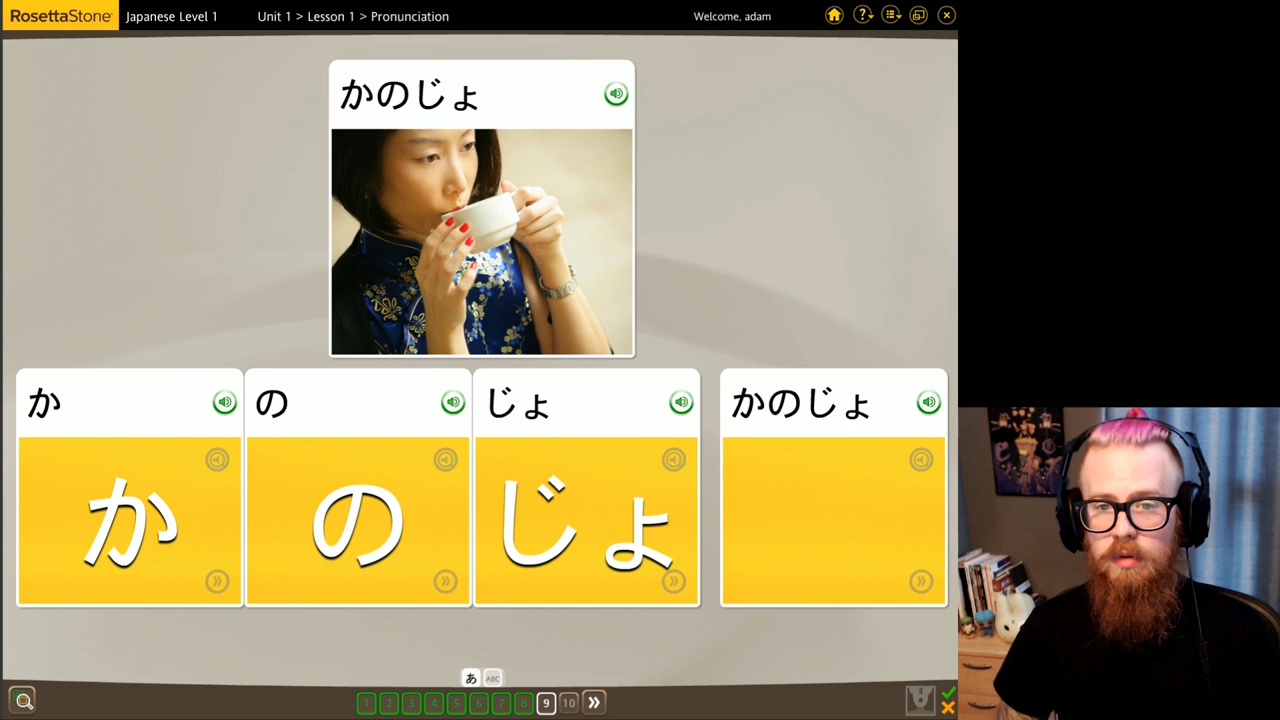 RosettaStone Japanese Level 1 Unit 1 > Lesson 1 > Pronunciation Welcome, adam
かのじょ
か の じょ かのじょ
か の じょ
あ ABC
1 2 3 4 5 6 7 8 9 10